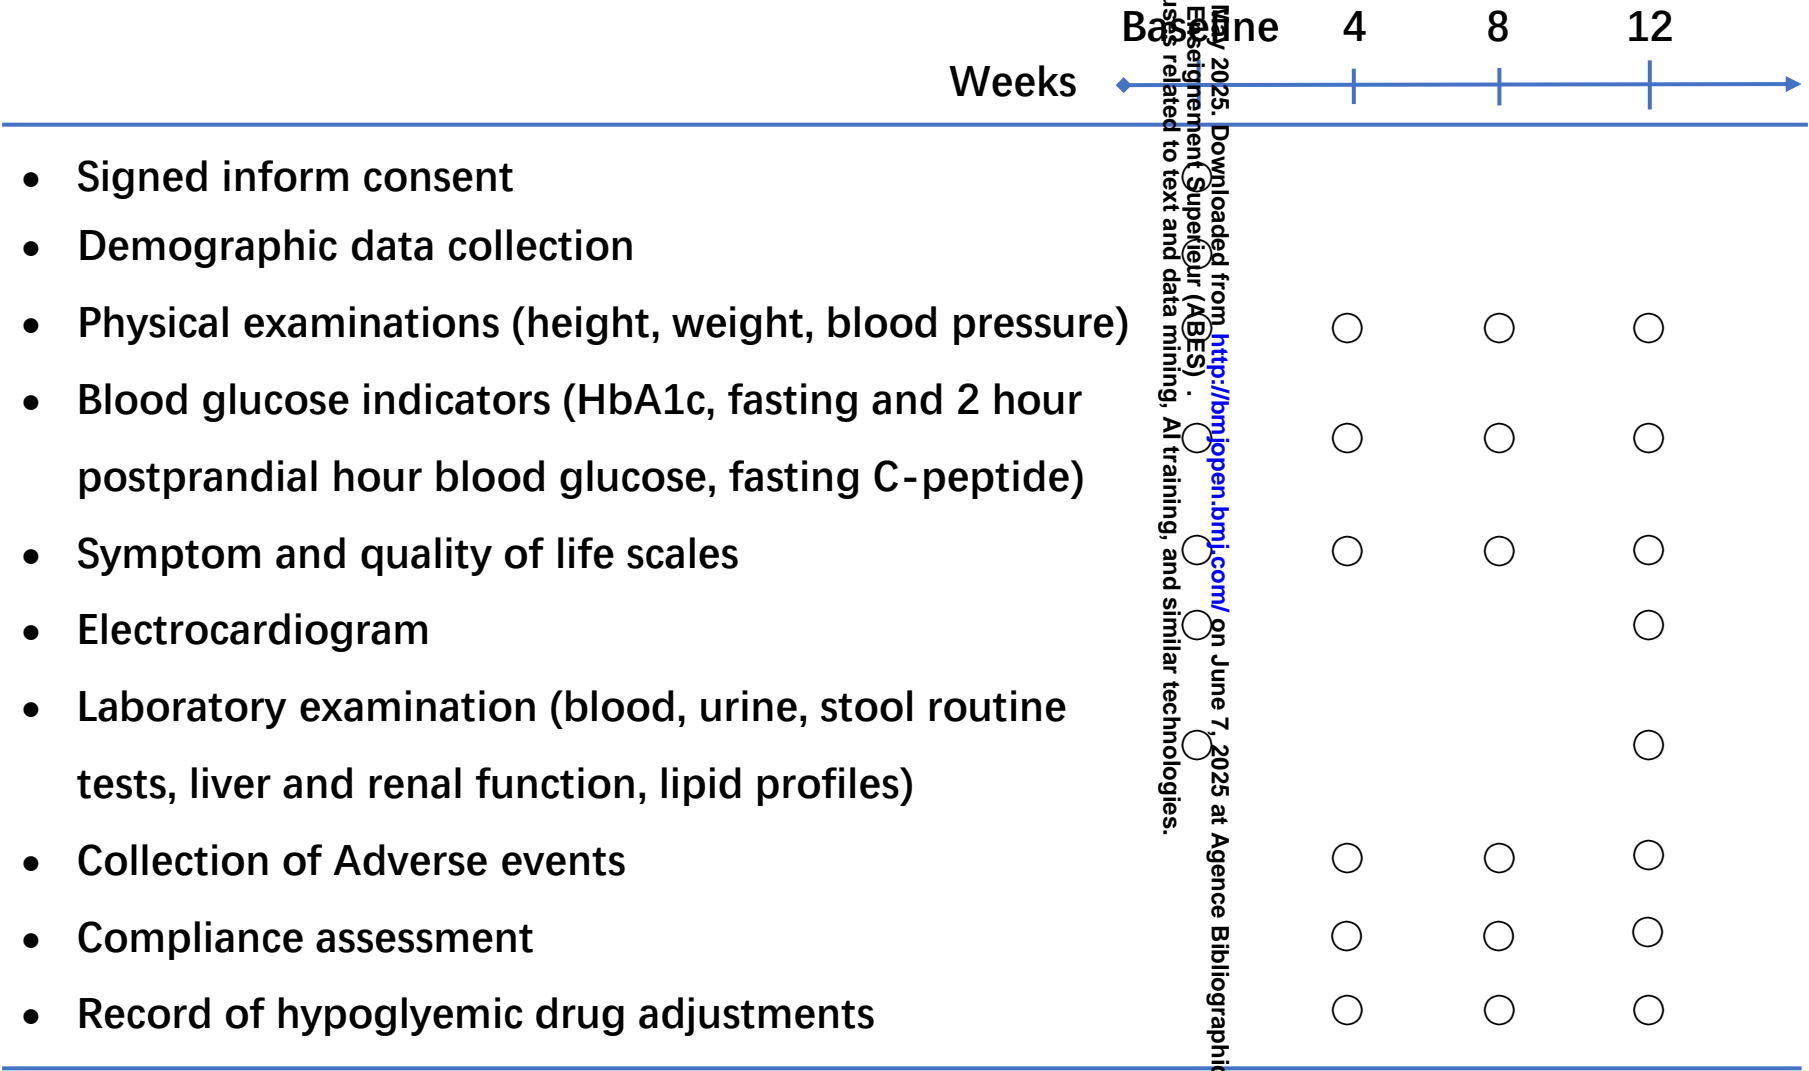 Baseline 4 8 12
Weeks
• Signed inform consent
• Demographic data collection
• Physical examinations (height, weight, blood pressure)
• Blood glucose indicators (HbA1c, fasting and 2 hour
postprandial hour blood glucose, fasting C-peptide)
• Symptom and quality of life scales
• Electrocardiogram
• Laboratory examination (blood, urine, stool routine
tests, liver and renal function, lipid profiles)
• Collection of Adverse events
• Compliance assessment
• Record of hypoglyemic drug adjustments
May 2025. Downloaded from http://bmjopen.bmj.com/ on June 7, 2025 at Agence Bibliographic
Enseignement Superieur (ABES) .
related to text and data mining, AI training, and similar technologies.